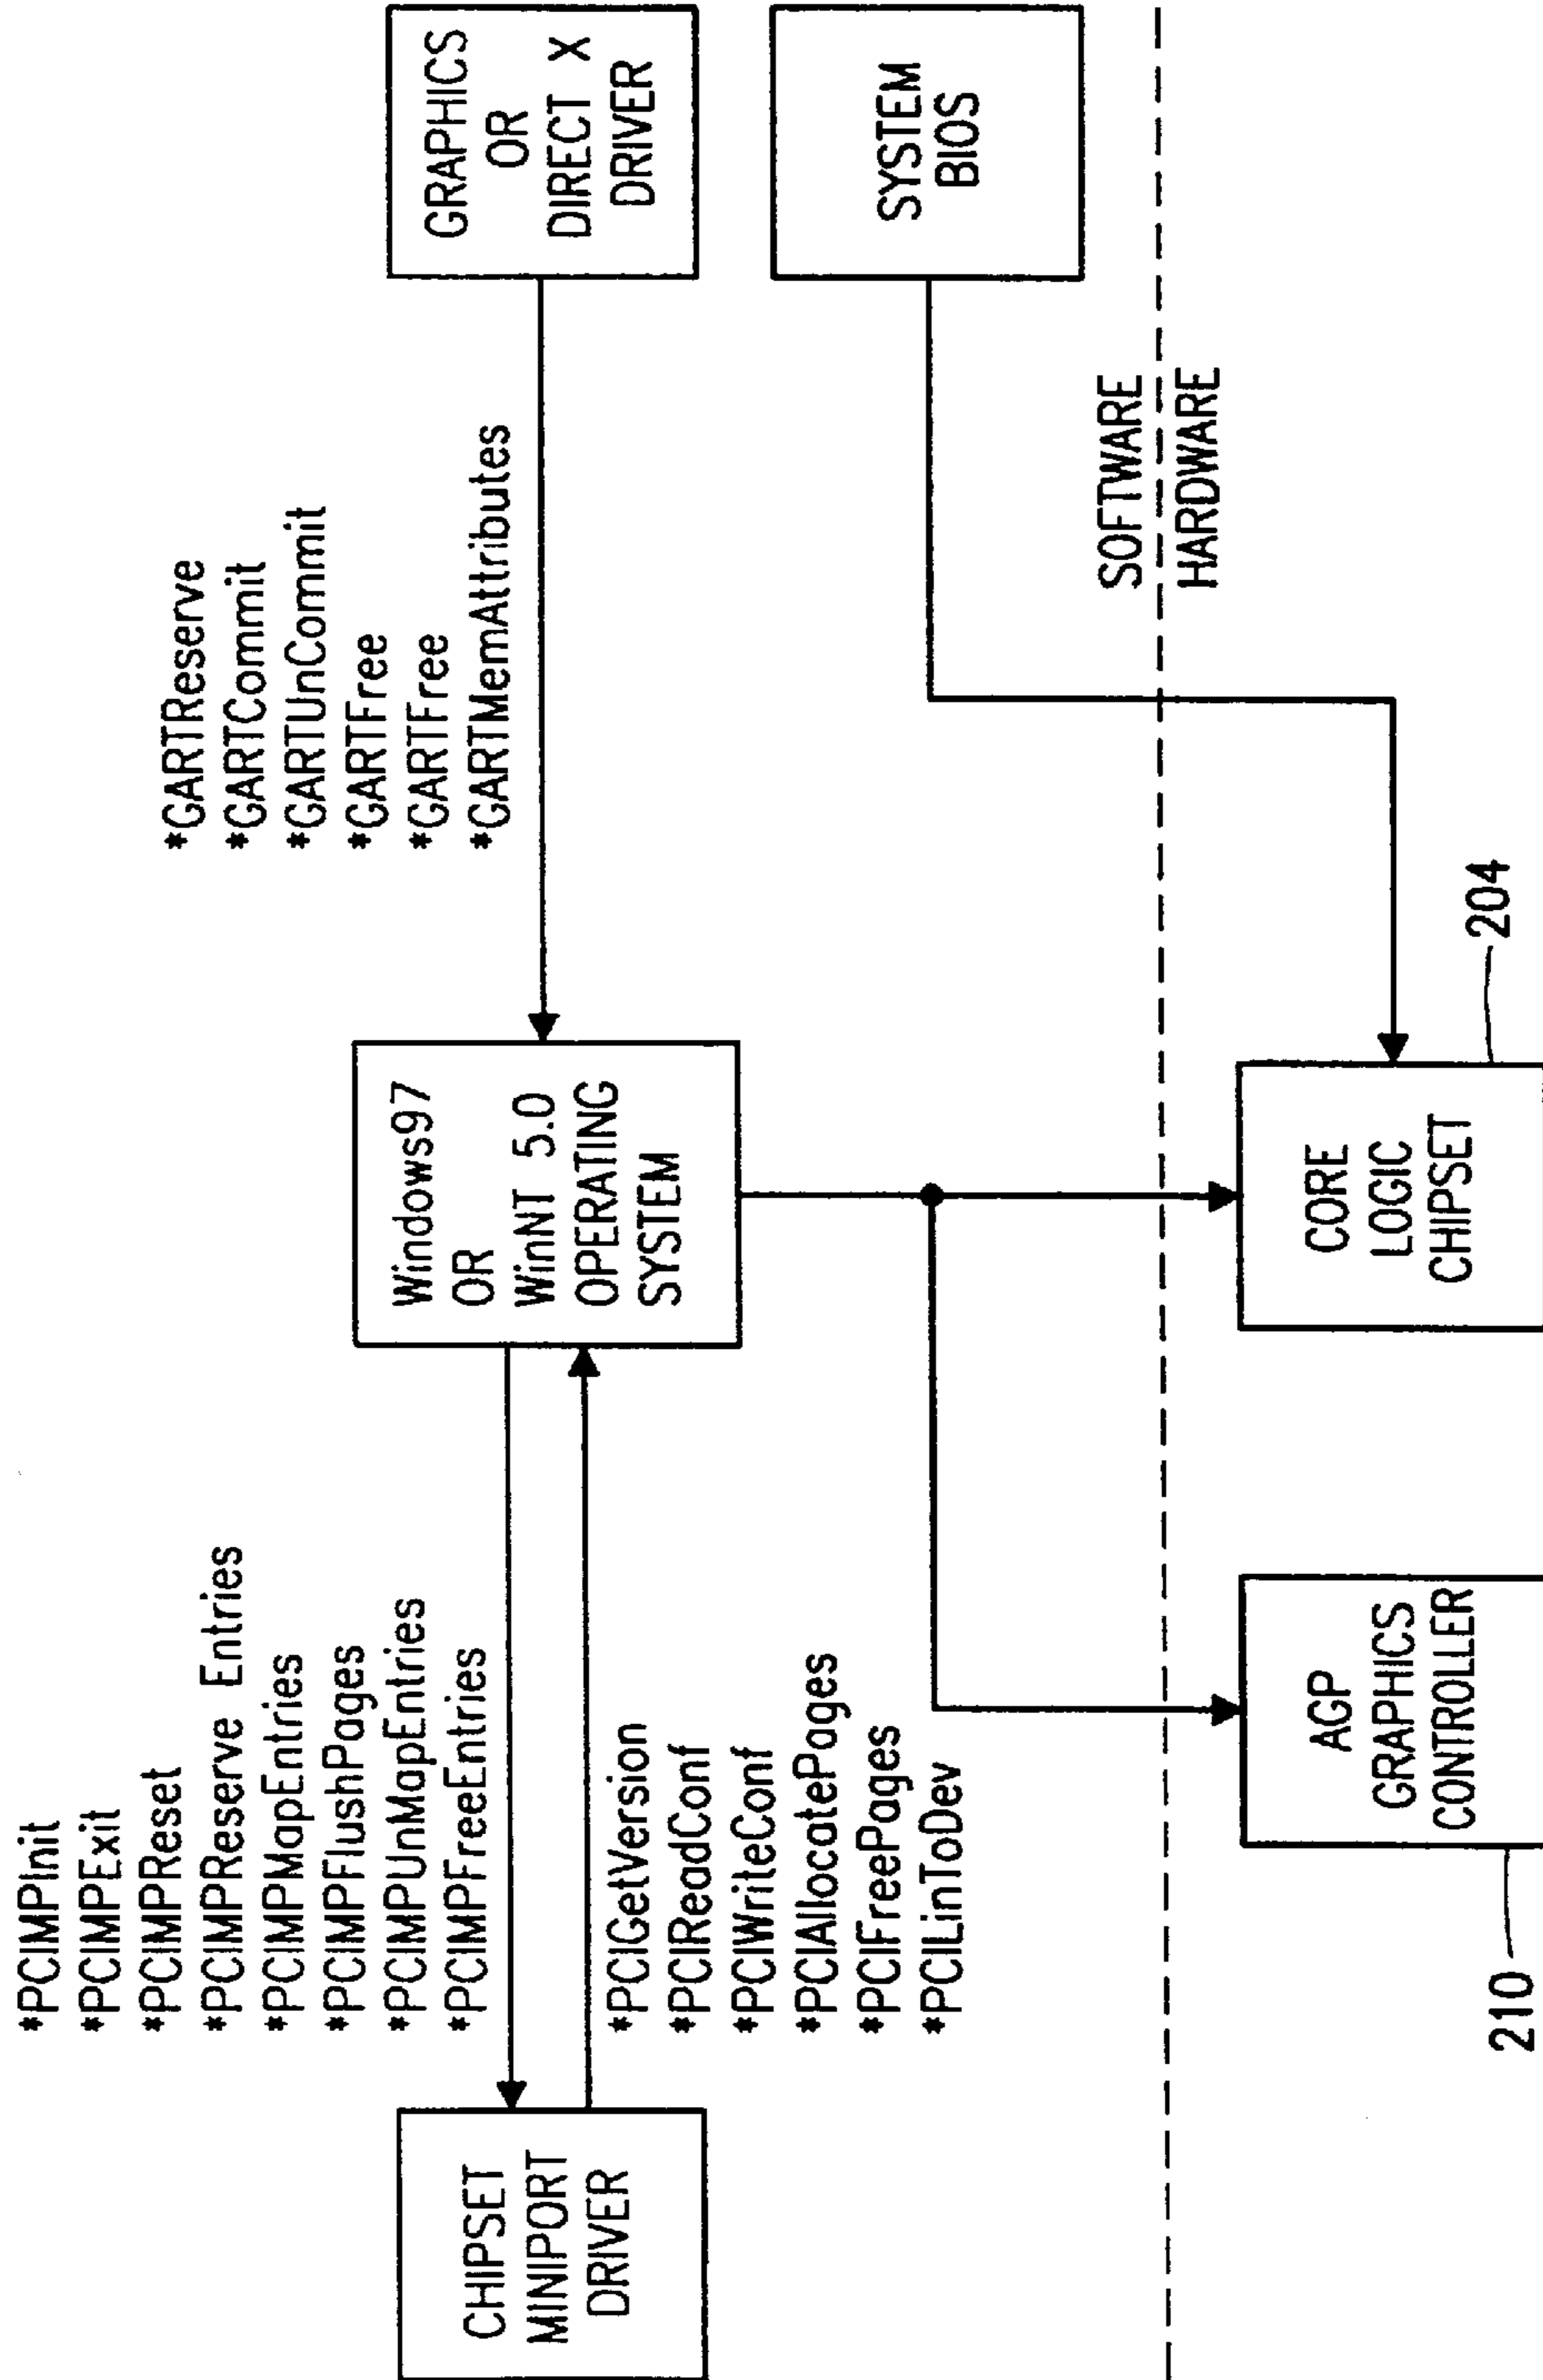 *PCIMPInit
*PCIMPExit
*PCIMPReset
*PCIMPReserve Entries
*PCIMPMapEntries
*PCIMPFlushPages
*PCIMPUnMapEntries
*PCIMPFreeEntries
*GARTReserve
*GARTCommit
*GARTUnCommit
*GARTFree
*GARTFree
*GARTMemAttributes
CHIPSET
MINIPORT
DRIVER
Windows97
OR
WinNT 5.0
OPERATING
SYSTEM
GRAPHICS
OR
DIRECT X
DRIVER
*PCIGetVersion
*PCIReadConf
*PCIWriteConf
*PCIAllocatePages
*PCIFreePages
*PCILinToDev
SYSTEM
BIOS
SOFTWARE
HARDWARE
AGP
GRAPHICS
CONTROLLER
210
CORE
LOGIC
CHIPSET
204